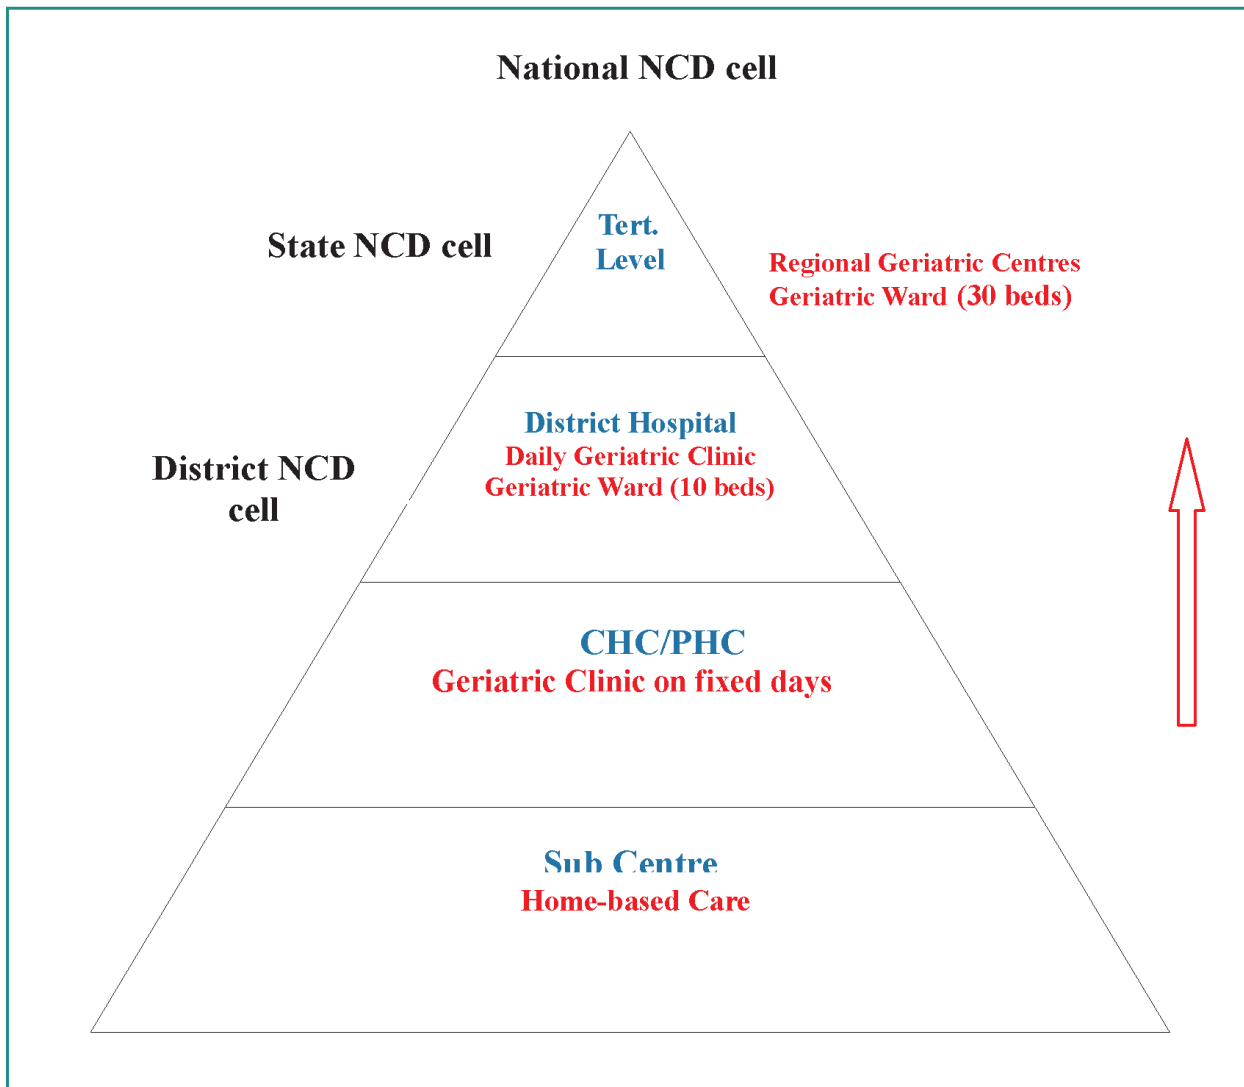 National NCD cell
Tert.
Level
State NCD cell
Regional Geriatric Centres
Geriatric Ward (30 beds)
District Hospital
Daily Geriatric Clinic
Geriatric Ward (10 beds)
District NCD
cell
CHC/PHC
Geriatric Clinic on fixed days
Sub Centre
Home-based Care